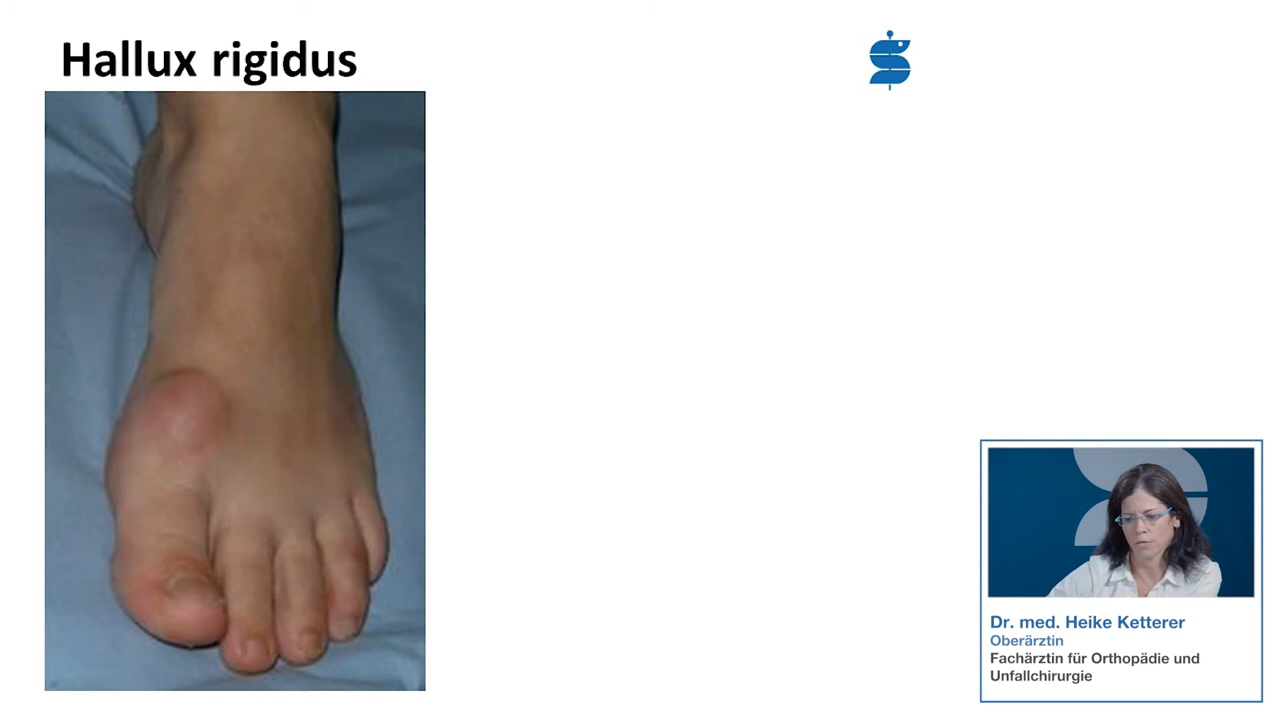 Hallux rigidus
Dr. med. Heike Ketterer
Oberärztin
Fachärztin für Orthopädie und
Unfallchirurgie